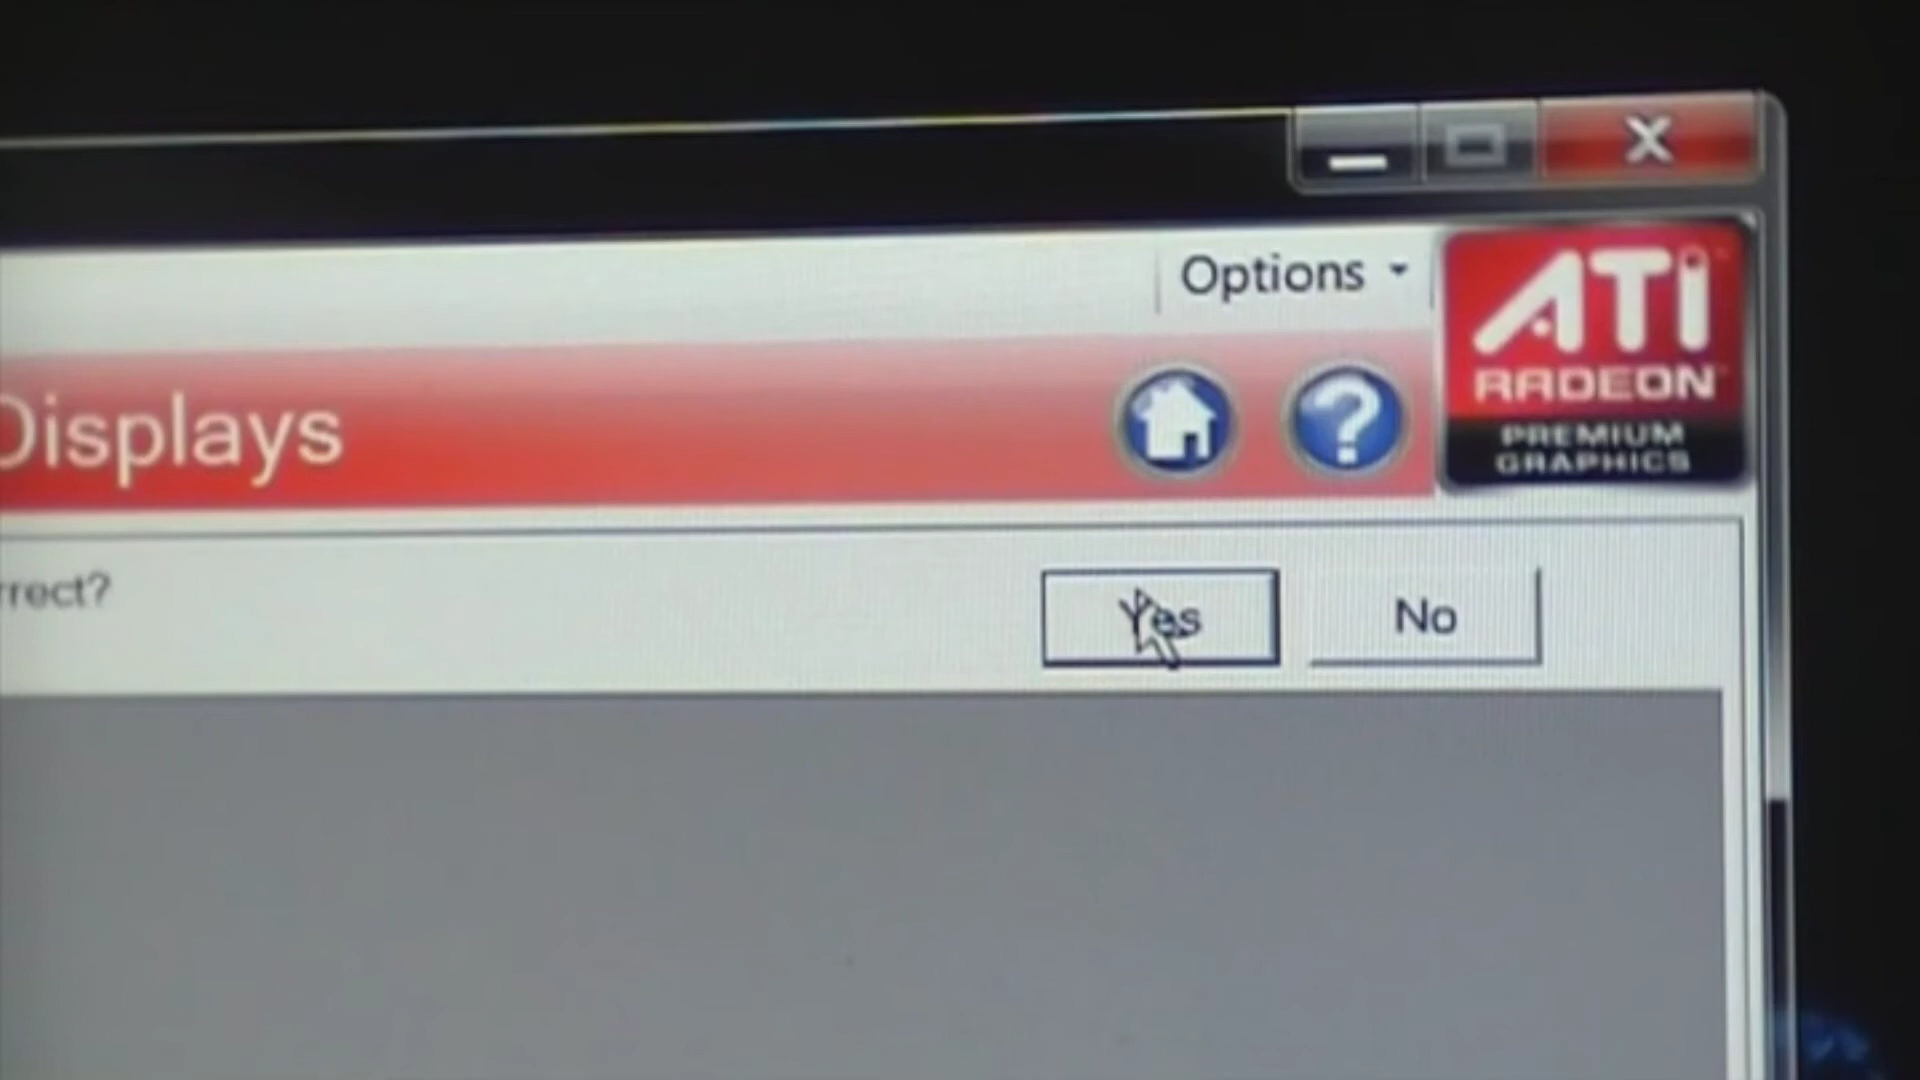 Options
ATI
RADEON
PREMIUM
GRAPHICS
Displays
rrect?
Yes
No